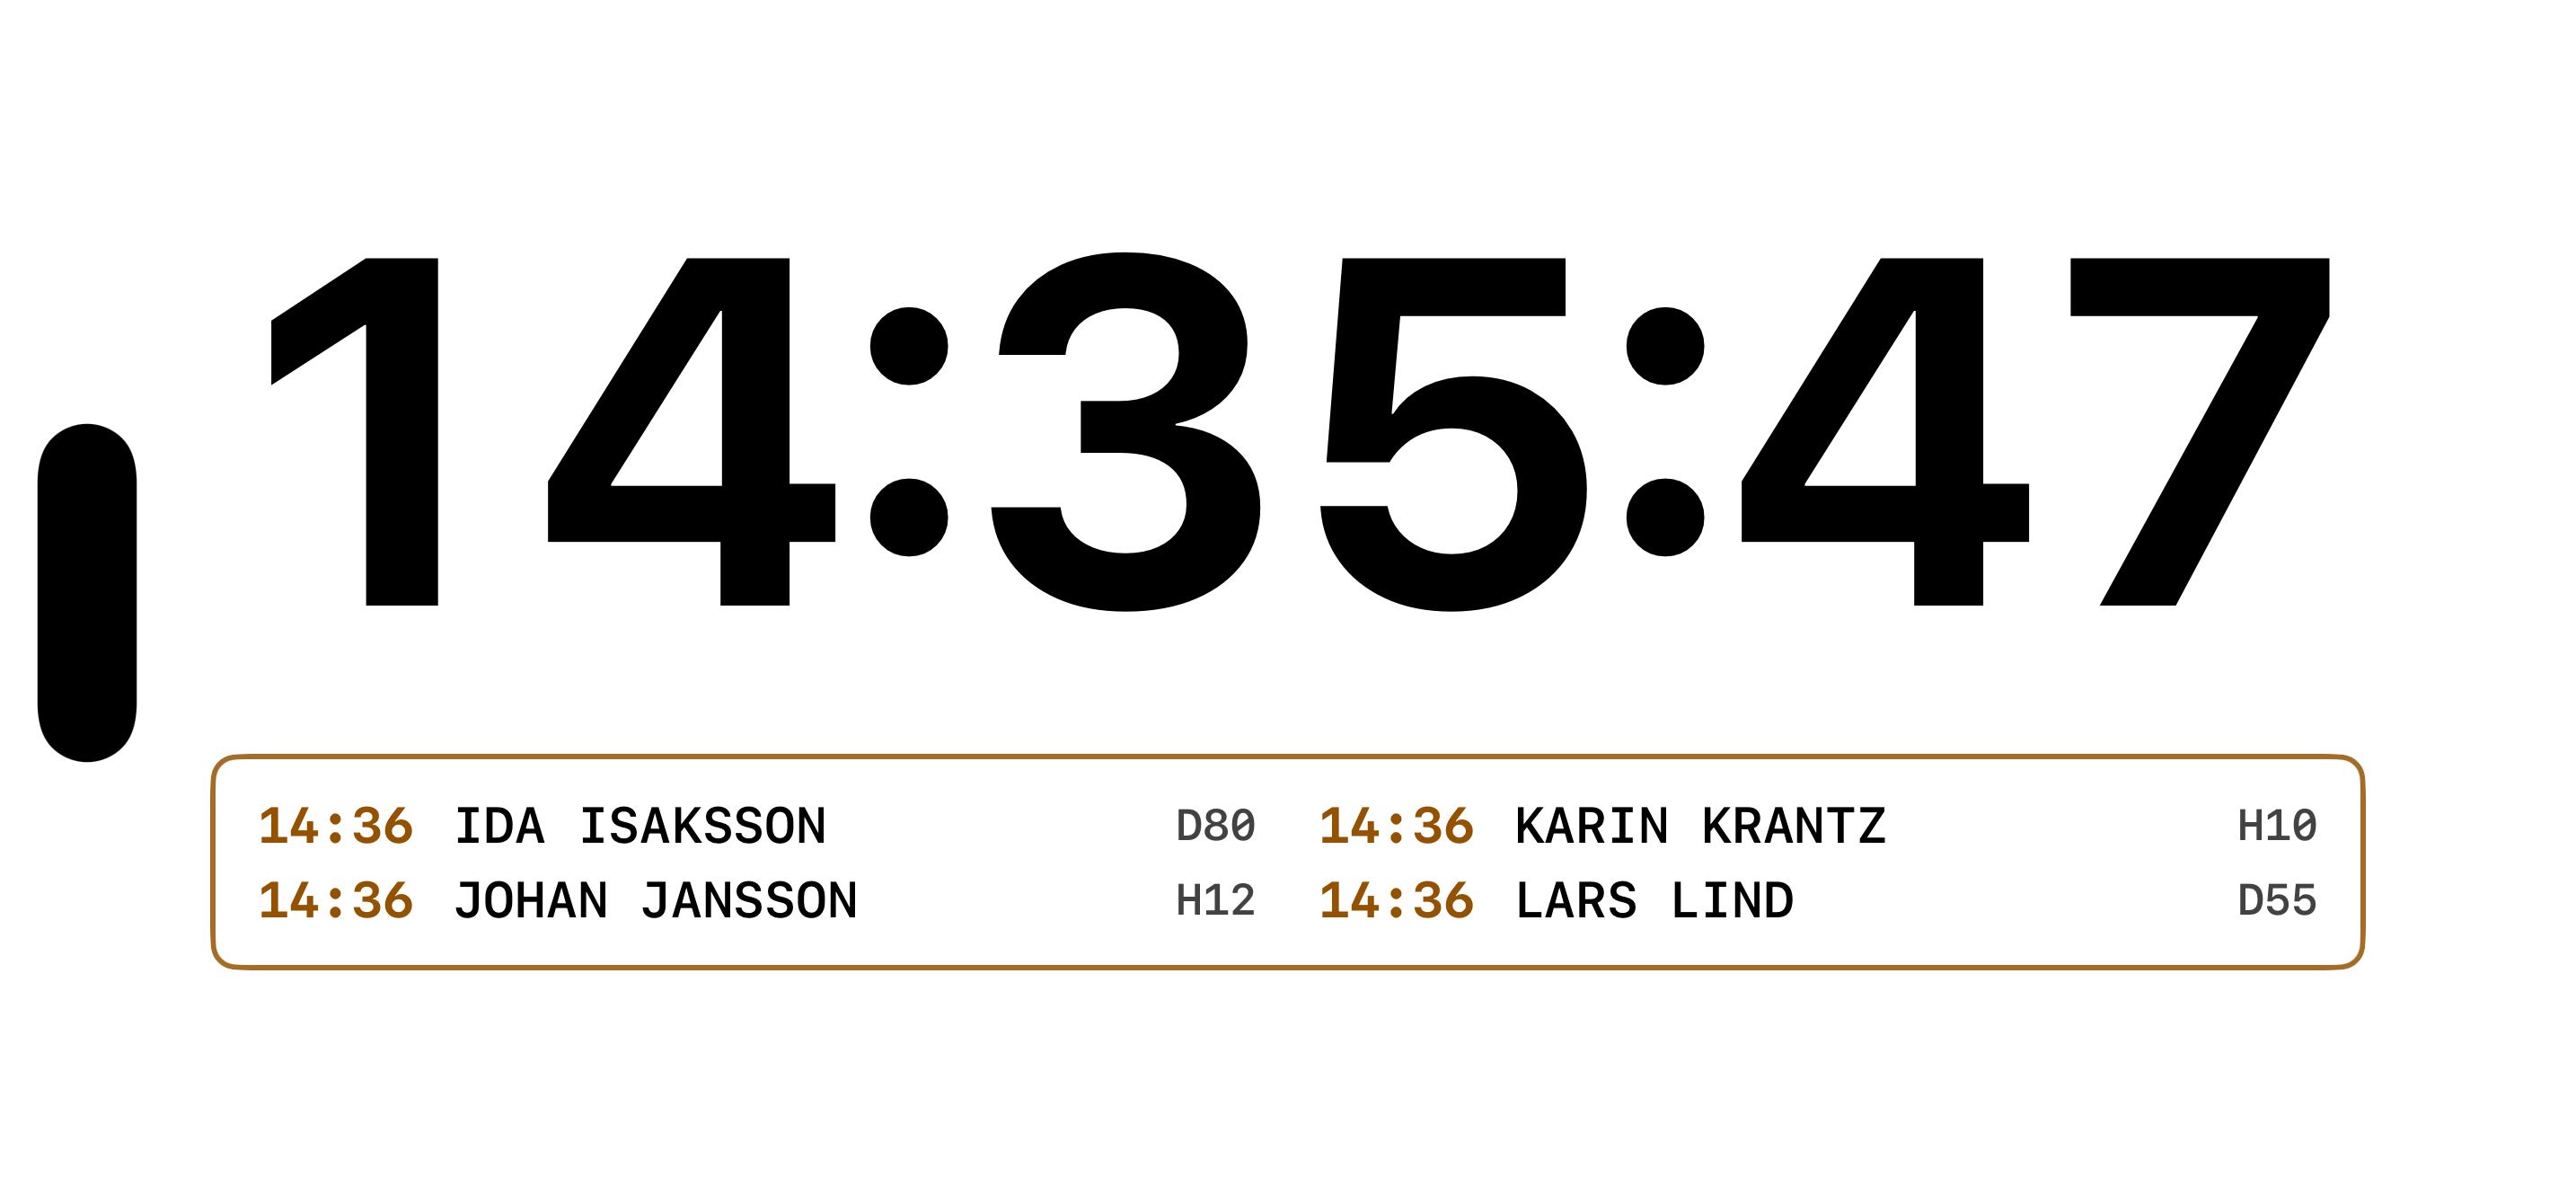 14:35:47
14:36 IDA ISAKSSON D80 14:36 KARIN KRANTZ H10
14:36 JOHAN JANSSON H12 14:36 LARS LIND D55